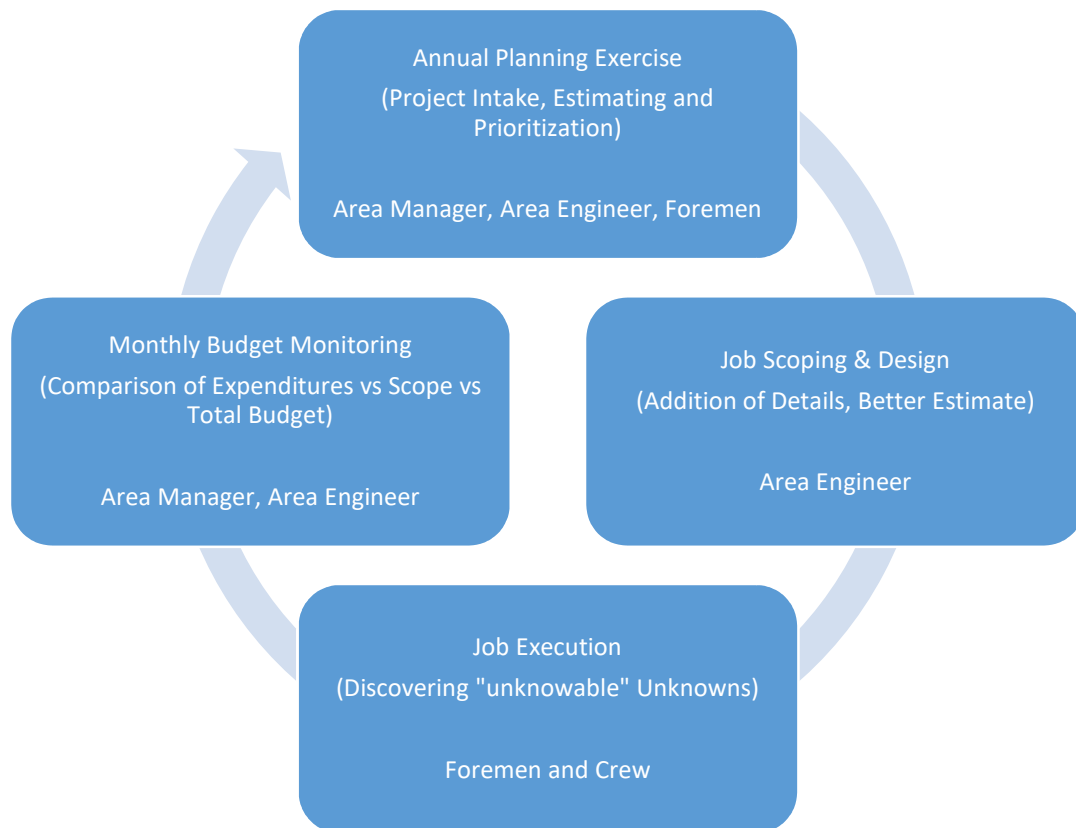 Annual Planning Exercise
(Project Intake, Estimating and
Prioritization)
Area Manager, Area Engineer, Foremen
Monthly Budget Monitoring
(Comparison of Expenditures vs Scope vs
Total Budget)
Area Manager, Area Engineer
Job Scoping & Design
(Addition of Details, Better Estimate)
Area Engineer
Job Execution
(Discovering "unknowable" Unknowns)
Foremen and Crew